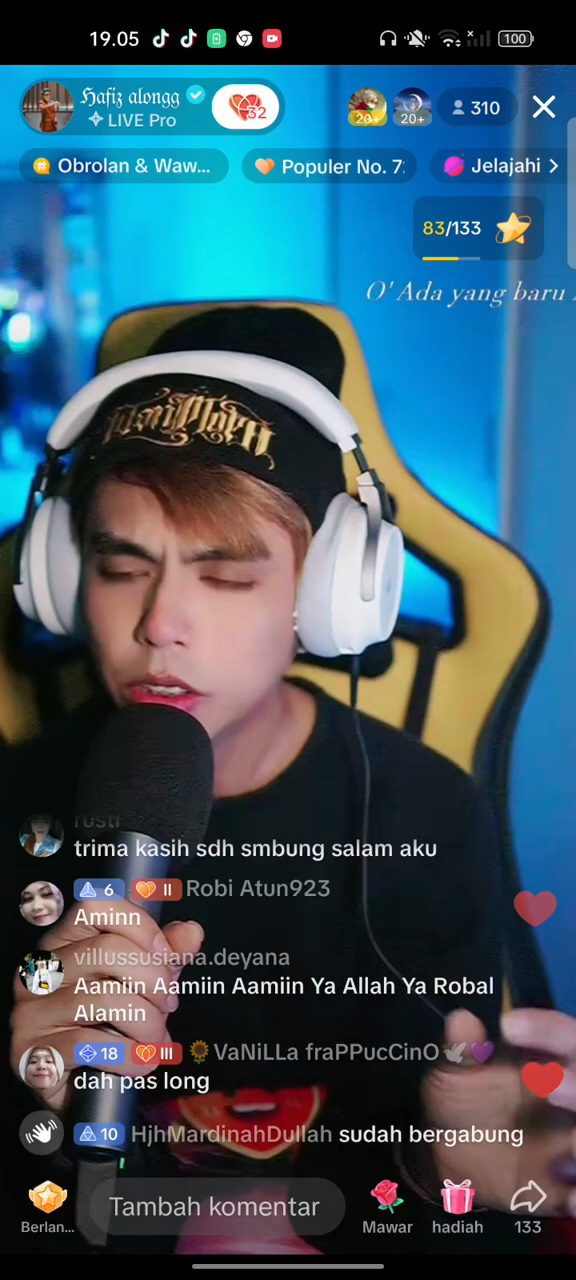 19.05
100
Hafiz alongg
LIVE Pro
32
20+
20+
310
Obrolan & Waw...
Populer No. 7
Jelajahi
83/133
O' Ada yang baru
rusti
trima kasih sdh smbung salam aku
6 II Robi Atun923
Aminn
villussusiana.deyana
Aamiin Aamiin Aamiin Ya Allah Ya Robal
Alamin
18 III 🌻VaNiLLa fraPPucCinO🕊️💜
dah pas long
10 HjhMardinahDullah sudah bergabung
Berlan...
Tambah komentar
Mawar
hadiah
133